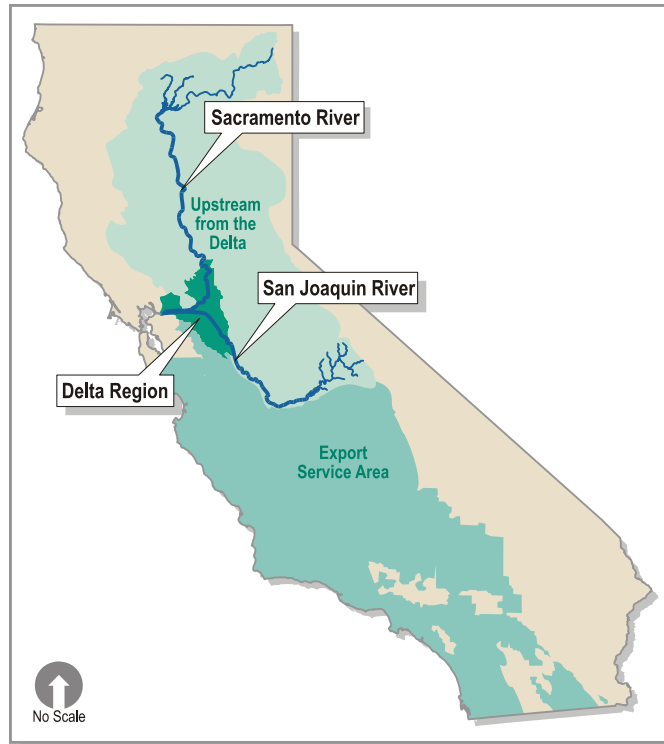 Sacramento River
Upstream
from the
Delta
San Joaquin River
Delta Region
Export
Service Area
No Scale